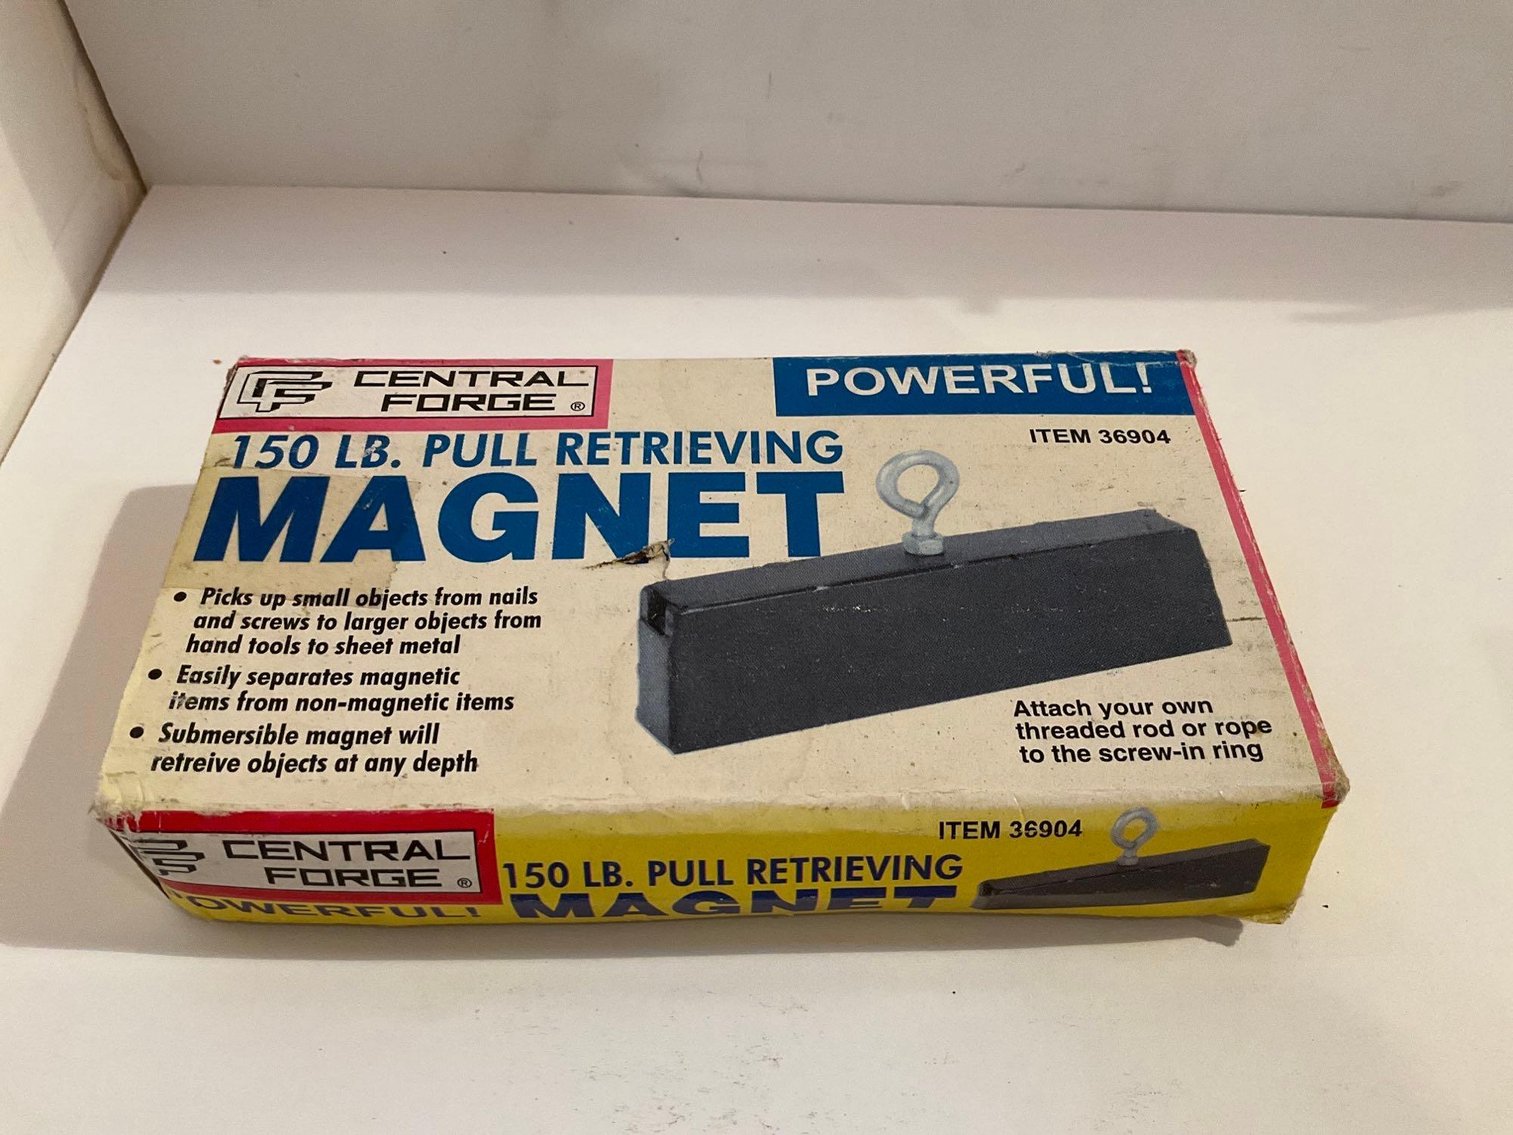 CF CENTRAL
FORGE ®
POWERFUL!
ITEM 36904
150 LB. PULL RETRIEVING
MAGNET
• Picks up small objects from nails
and screws to larger objects from
hand tools to sheet metal
• Easily separates magnetic
items from non-magnetic items
• Submersible magnet will
retreive objects at any depth
Attach your own
threaded rod or rope
to the screw-in ring
CF CENTRAL
FORGE ®
POWERFUL!
150 LB. PULL RETRIEVING
MAGNET
ITEM 36904